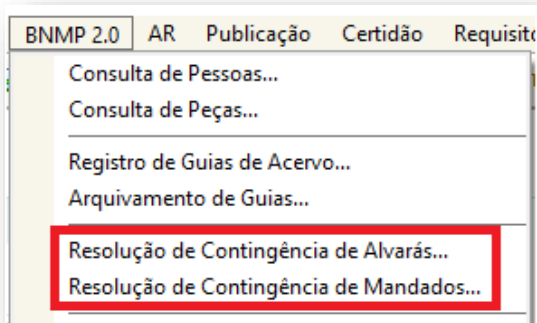 BNMP 2.0 AR Publicação Certidão
Consulta de Pessoas...
Consulta de Peças...
Registro de Guias de Acervo...
Arquivamento de Guias...
Resolução de Contingência de Alvarás...
Resolução de Contingência de Mandados...